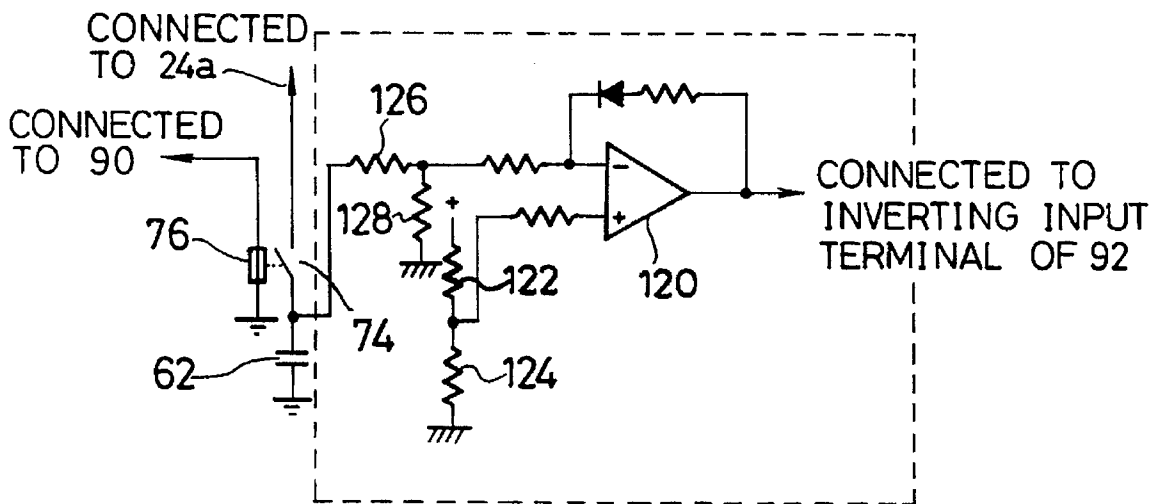 CONNECTED
TO 24a
CONNECTED
TO 90
126
128
+
76
122
74
62
124
−
+
120
CONNECTED TO
INVERTING INPUT
TERMINAL OF 92